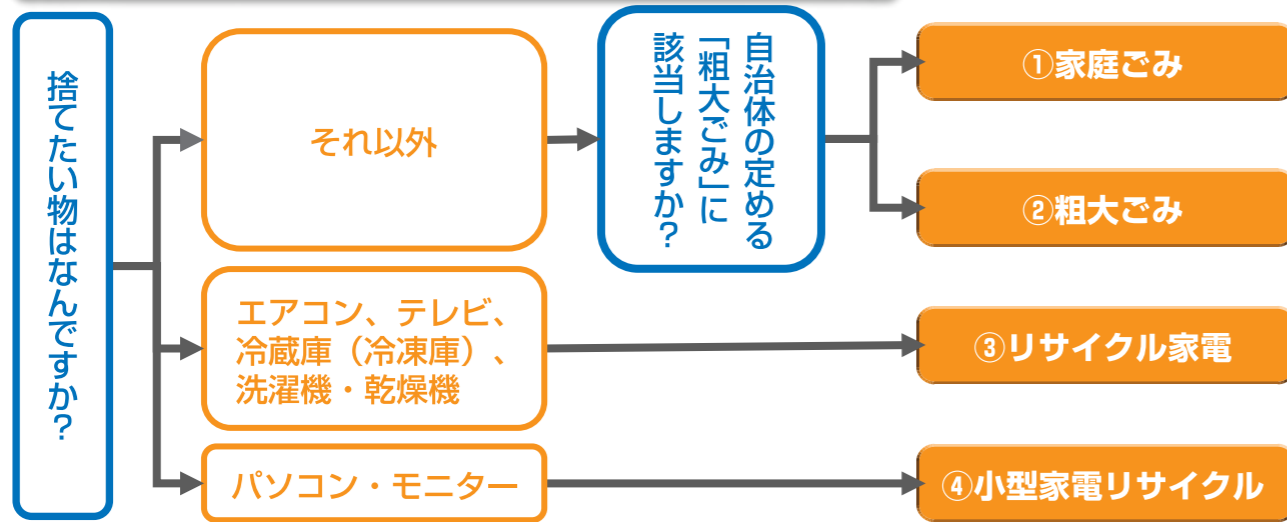 捨てたい物はなんですか？
それ以外
自治体の定める
「粗大ごみ」に
該当しますか？
①家庭ごみ
②粗大ごみ
エアコン、テレビ、
冷蔵庫（冷凍庫）、
洗濯機・乾燥機
③リサイクル家電
パソコン・モニター
④小型家電リサイクル